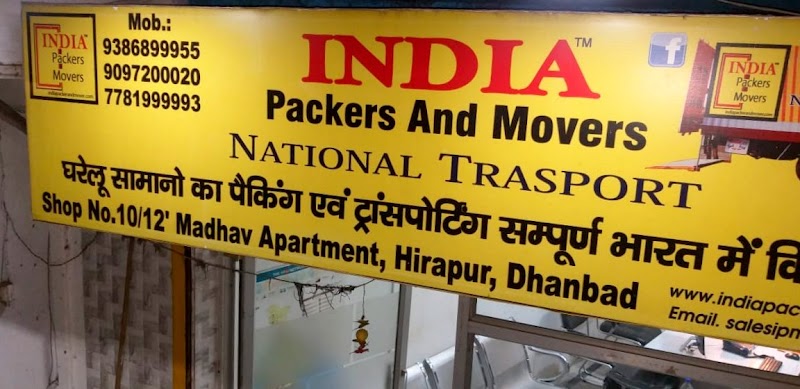 INDIA
Packers
Movers
Mob.:
9386899955
9097200020
7781999993
INDIA™
Packers And Movers
NATIONAL TRASPORT
घरेलू सामानो का पैकिंग एवं ट्रांसपोर्टिंग सम्पूर्ण भारत में
Shop No.10/12' Madhav Apartment, Hirapur, Dhanbad
www.indiapac
Email. salesipm
f
INDIA
Packers
Movers